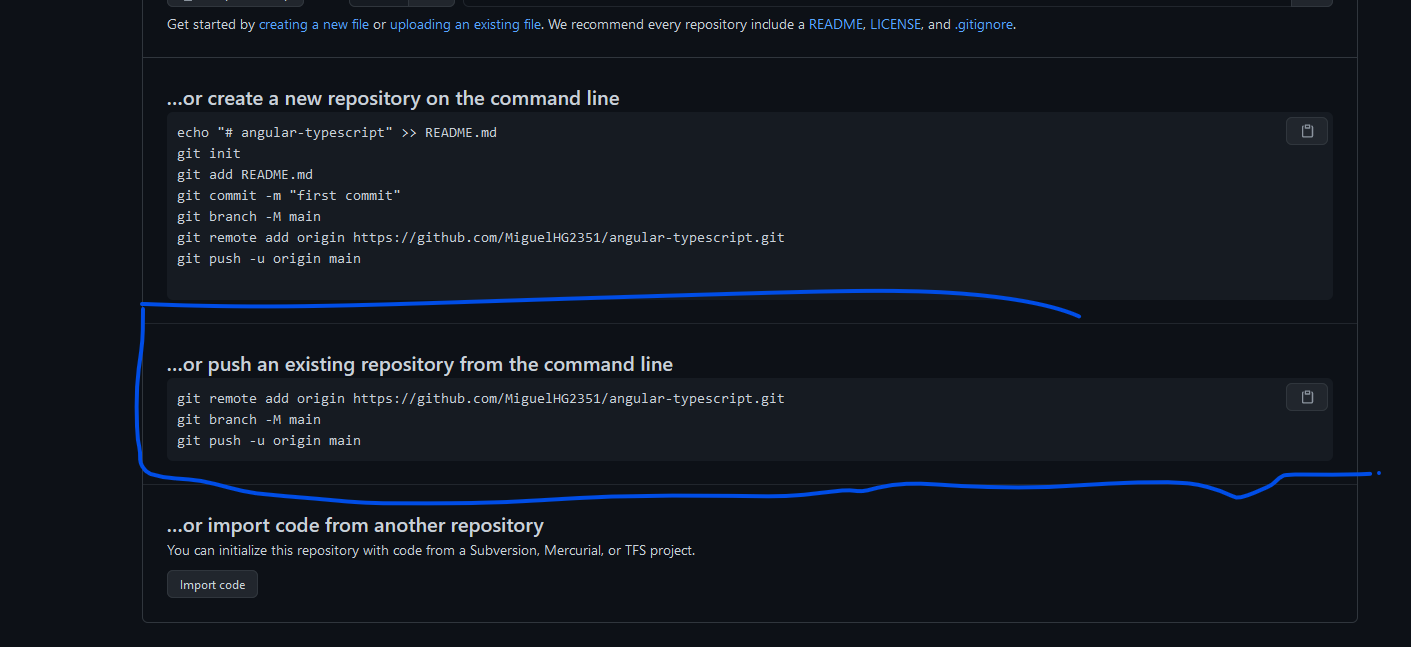 Get started by creating a new file or uploading an existing file. We recommend every repository include a README, LICENSE, and .gitignore.
...or create a new repository on the command line
echo "# angular-typescript" >> README.md
git init
git add README.md
git commit -m "first commit"
git branch -M main
git remote add origin https://github.com/MiguelHG2351/angular-typescript.git
git push -u origin main
...or push an existing repository from the command line
git remote add origin https://github.com/MiguelHG2351/angular-typescript.git
git branch -M main
git push -u origin main
...or import code from another repository
You can initialize this repository with code from a Subversion, Mercurial, or TFS project.
Import code